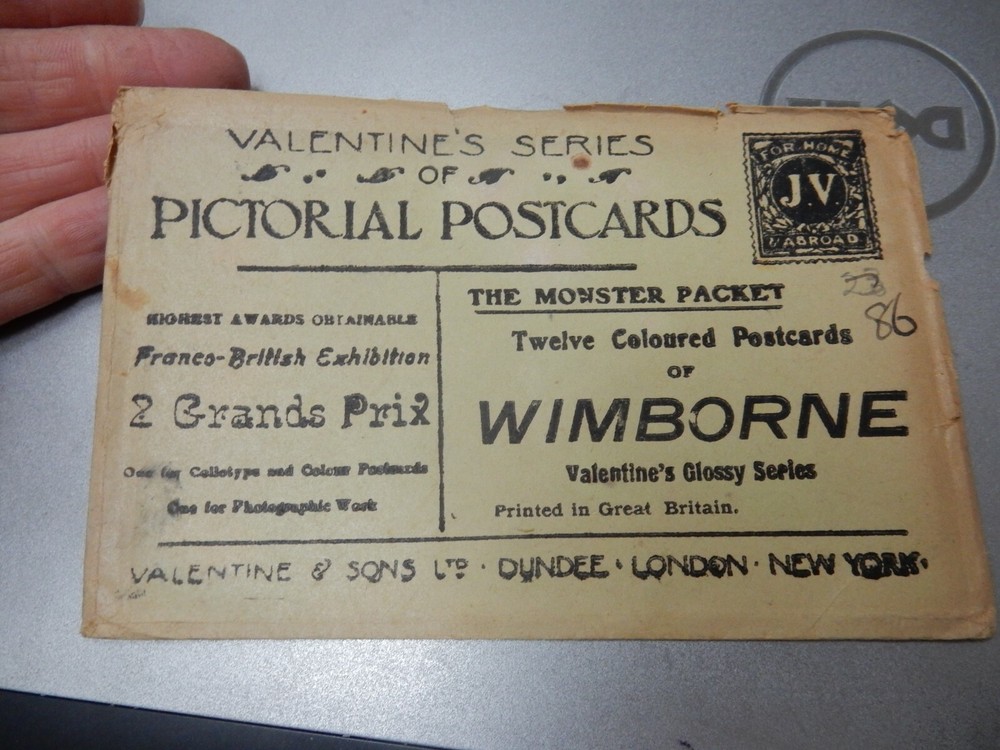 VALENTINE'S SERIES
OF
PICTORIAL POSTCARDS
FOR HOME
J.V
& ABROAD
HIGHEST AWARDS OBTAINABLE
Franco-British Exhibition
2 Grands Prix
One for Collotype and Colour Postcards
One for Photographic Work
THE MONSTER PACKET
23
86
Twelve Coloured Postcards
OF
WIMBORNE
Valentine's Glossy Series
Printed in Great Britain.
VALENTINE & SONS LTD · DUNDEE · LONDON · NEW YORK ·
DELL